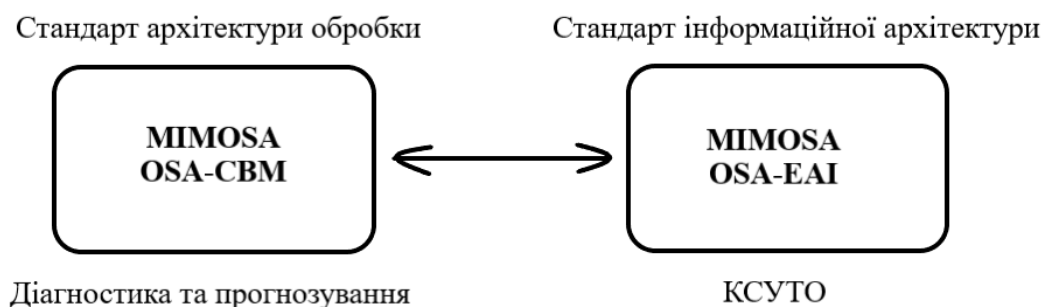 Стандарт архітектури обробки
Стандарт інформаційної архітектури
MIMOSA
OSA-CBM
MIMOSA
OSA-EAI
Діагностика та прогнозування
КСУТО